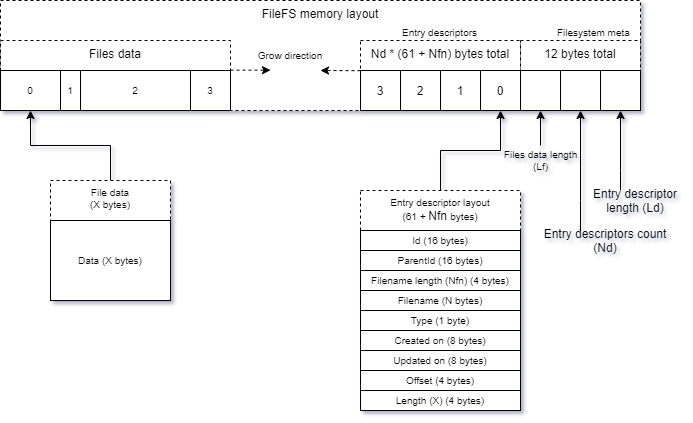 FileFS memory layout
Entry descriptors
Filesystem meta
Files data
Grow direction
Nd * (61 + Nfn) bytes total
12 bytes total
0
1
2
3
3
2
1
0
Files data length
(Lf)
Entry descriptor
length (Ld)
Entry descriptors count
(Nd)
File data
(X bytes)
Data (X bytes)
Entry descriptor layout
(61 + Nfn bytes)
Id (16 bytes)
ParentId (16 bytes)
Filename length (Nfn) (4 bytes)
Filename (N bytes)
Type (1 byte)
Created on (8 bytes)
Updated on (8 bytes)
Offset (4 bytes)
Length (X) (4 bytes)